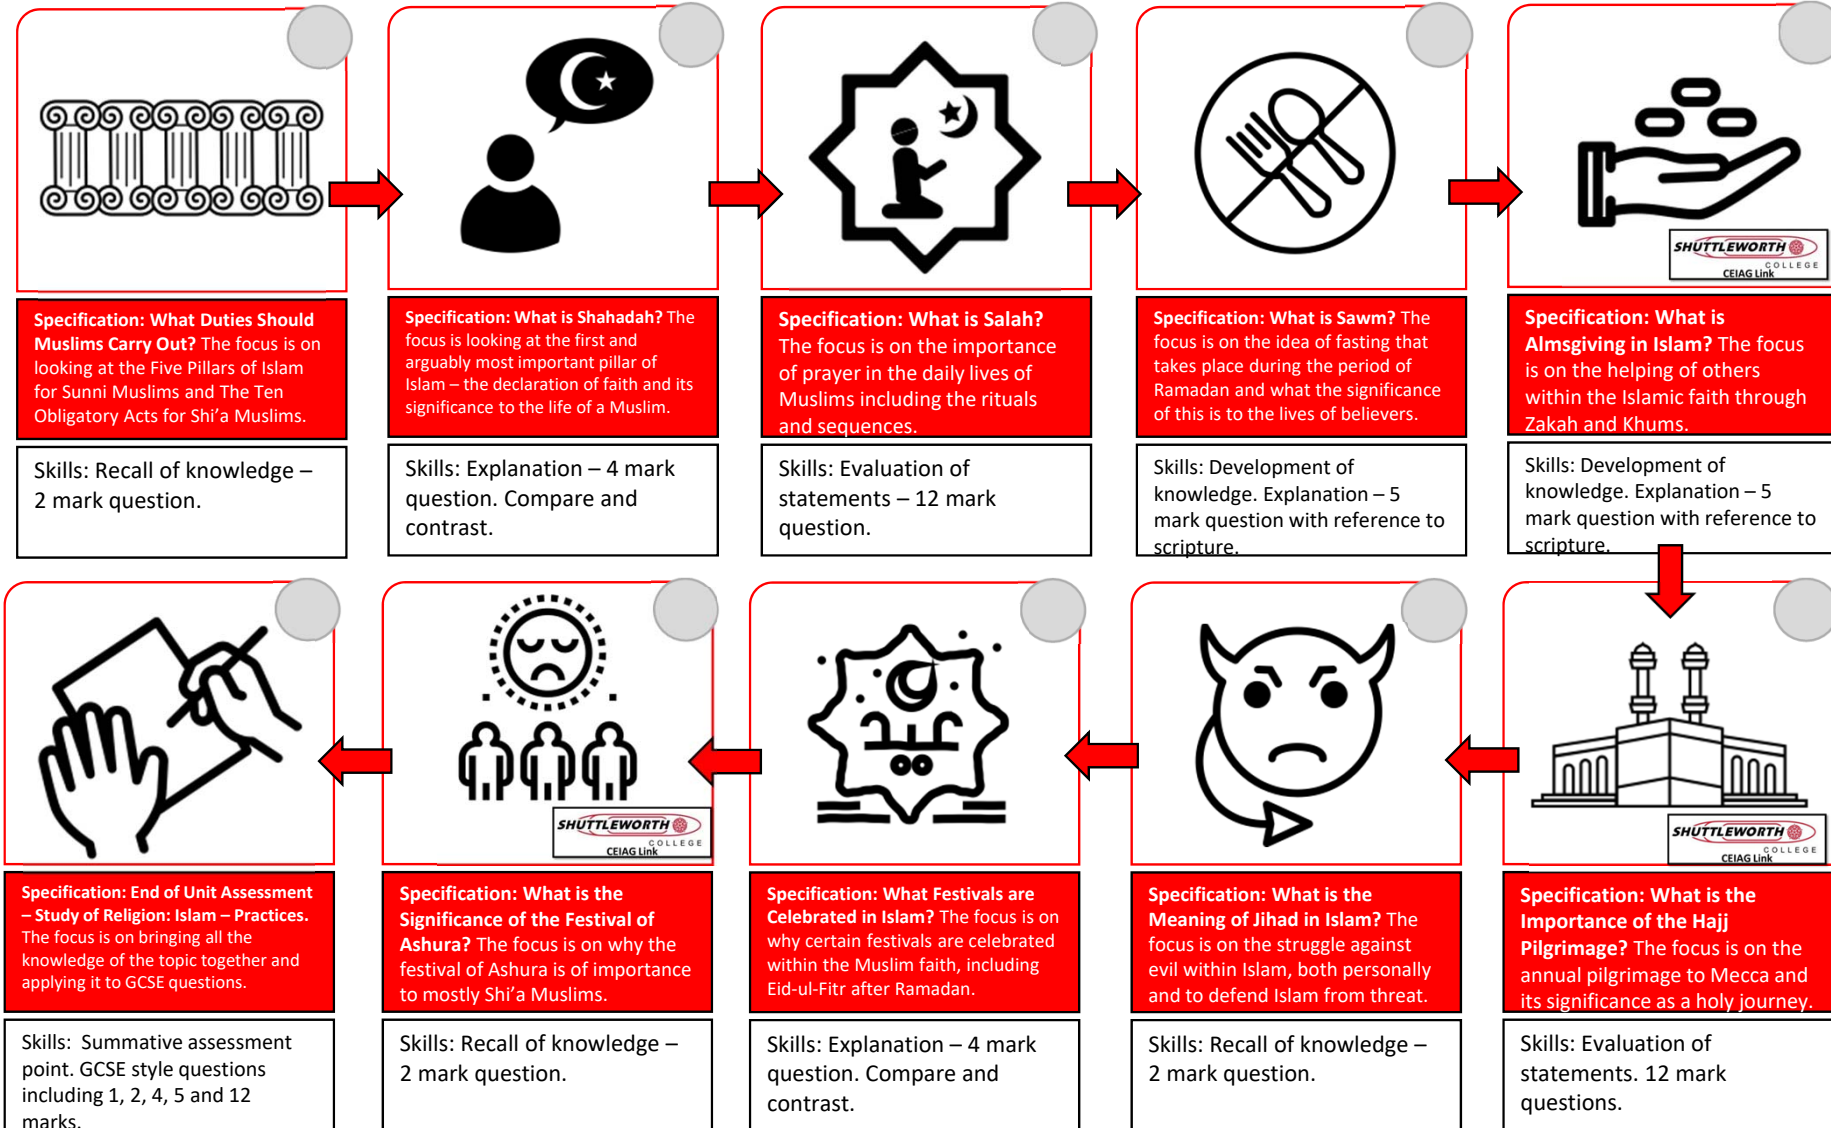 SHUTTLEWORTH
COLLEGE
CEIAG Link
Specification: What Duties Should
Muslims Carry Out? The focus is on
looking at the Five Pillars of Islam
for Sunni Muslims and The Ten
Obligatory Acts for Shi’a Muslims.
Skills: Recall of knowledge –
2 mark question.
Specification: What is Shahadah? The
focus is looking at the first and
arguably most important pillar of
Islam – the declaration of faith and its
significance to the life of a Muslim.
Skills: Explanation – 4 mark
question. Compare and
contrast.
Specification: What is Salah?
The focus is on the importance
of prayer in the daily lives of
Muslims including the rituals
and sequences.
Skills: Evaluation of
statements – 12 mark
question.
Specification: What is Sawm? The
focus is on the idea of fasting that
takes place during the period of
Ramadan and what the significance
of this is to the lives of believers.
Skills: Development of
knowledge. Explanation – 5
mark question with reference to
scripture.
Specification: What is
Almsgiving in Islam? The focus
is on the helping of others
within the Islamic faith through
Zakah and Khums.
Skills: Development of
knowledge. Explanation – 5
mark question with reference to
scripture.
SHUTTLEWORTH
COLLEGE
CEIAG Link
Specification: What is the
Importance of the Hajj
Pilgrimage? The focus is on the
annual pilgrimage to Mecca and
its significance as a holy journey.
Skills: Evaluation of
statements. 12 mark
questions.
Specification: What is the
Meaning of Jihad in Islam? The
focus is on the struggle against
evil within Islam, both personally
and to defend Islam from threat.
Skills: Recall of knowledge –
2 mark question.
Specification: What Festivals are
Celebrated in Islam? The focus is on
why certain festivals are celebrated
within the Muslim faith, including
Eid-ul-Fitr after Ramadan.
Skills: Explanation – 4 mark
question. Compare and
contrast.
SHUTTLEWORTH
COLLEGE
CEIAG Link
Specification: What is the
Significance of the Festival of
Ashura? The focus is on why the
festival of Ashura is of importance
to mostly Shi’a Muslims.
Skills: Recall of knowledge –
2 mark question.
Specification: End of Unit Assessment
– Study of Religion: Islam – Practices.
The focus is on bringing all the
knowledge of the topic together and
applying it to GCSE questions.
Skills: Summative assessment
point. GCSE style questions
including 1, 2, 4, 5 and 12
marks.